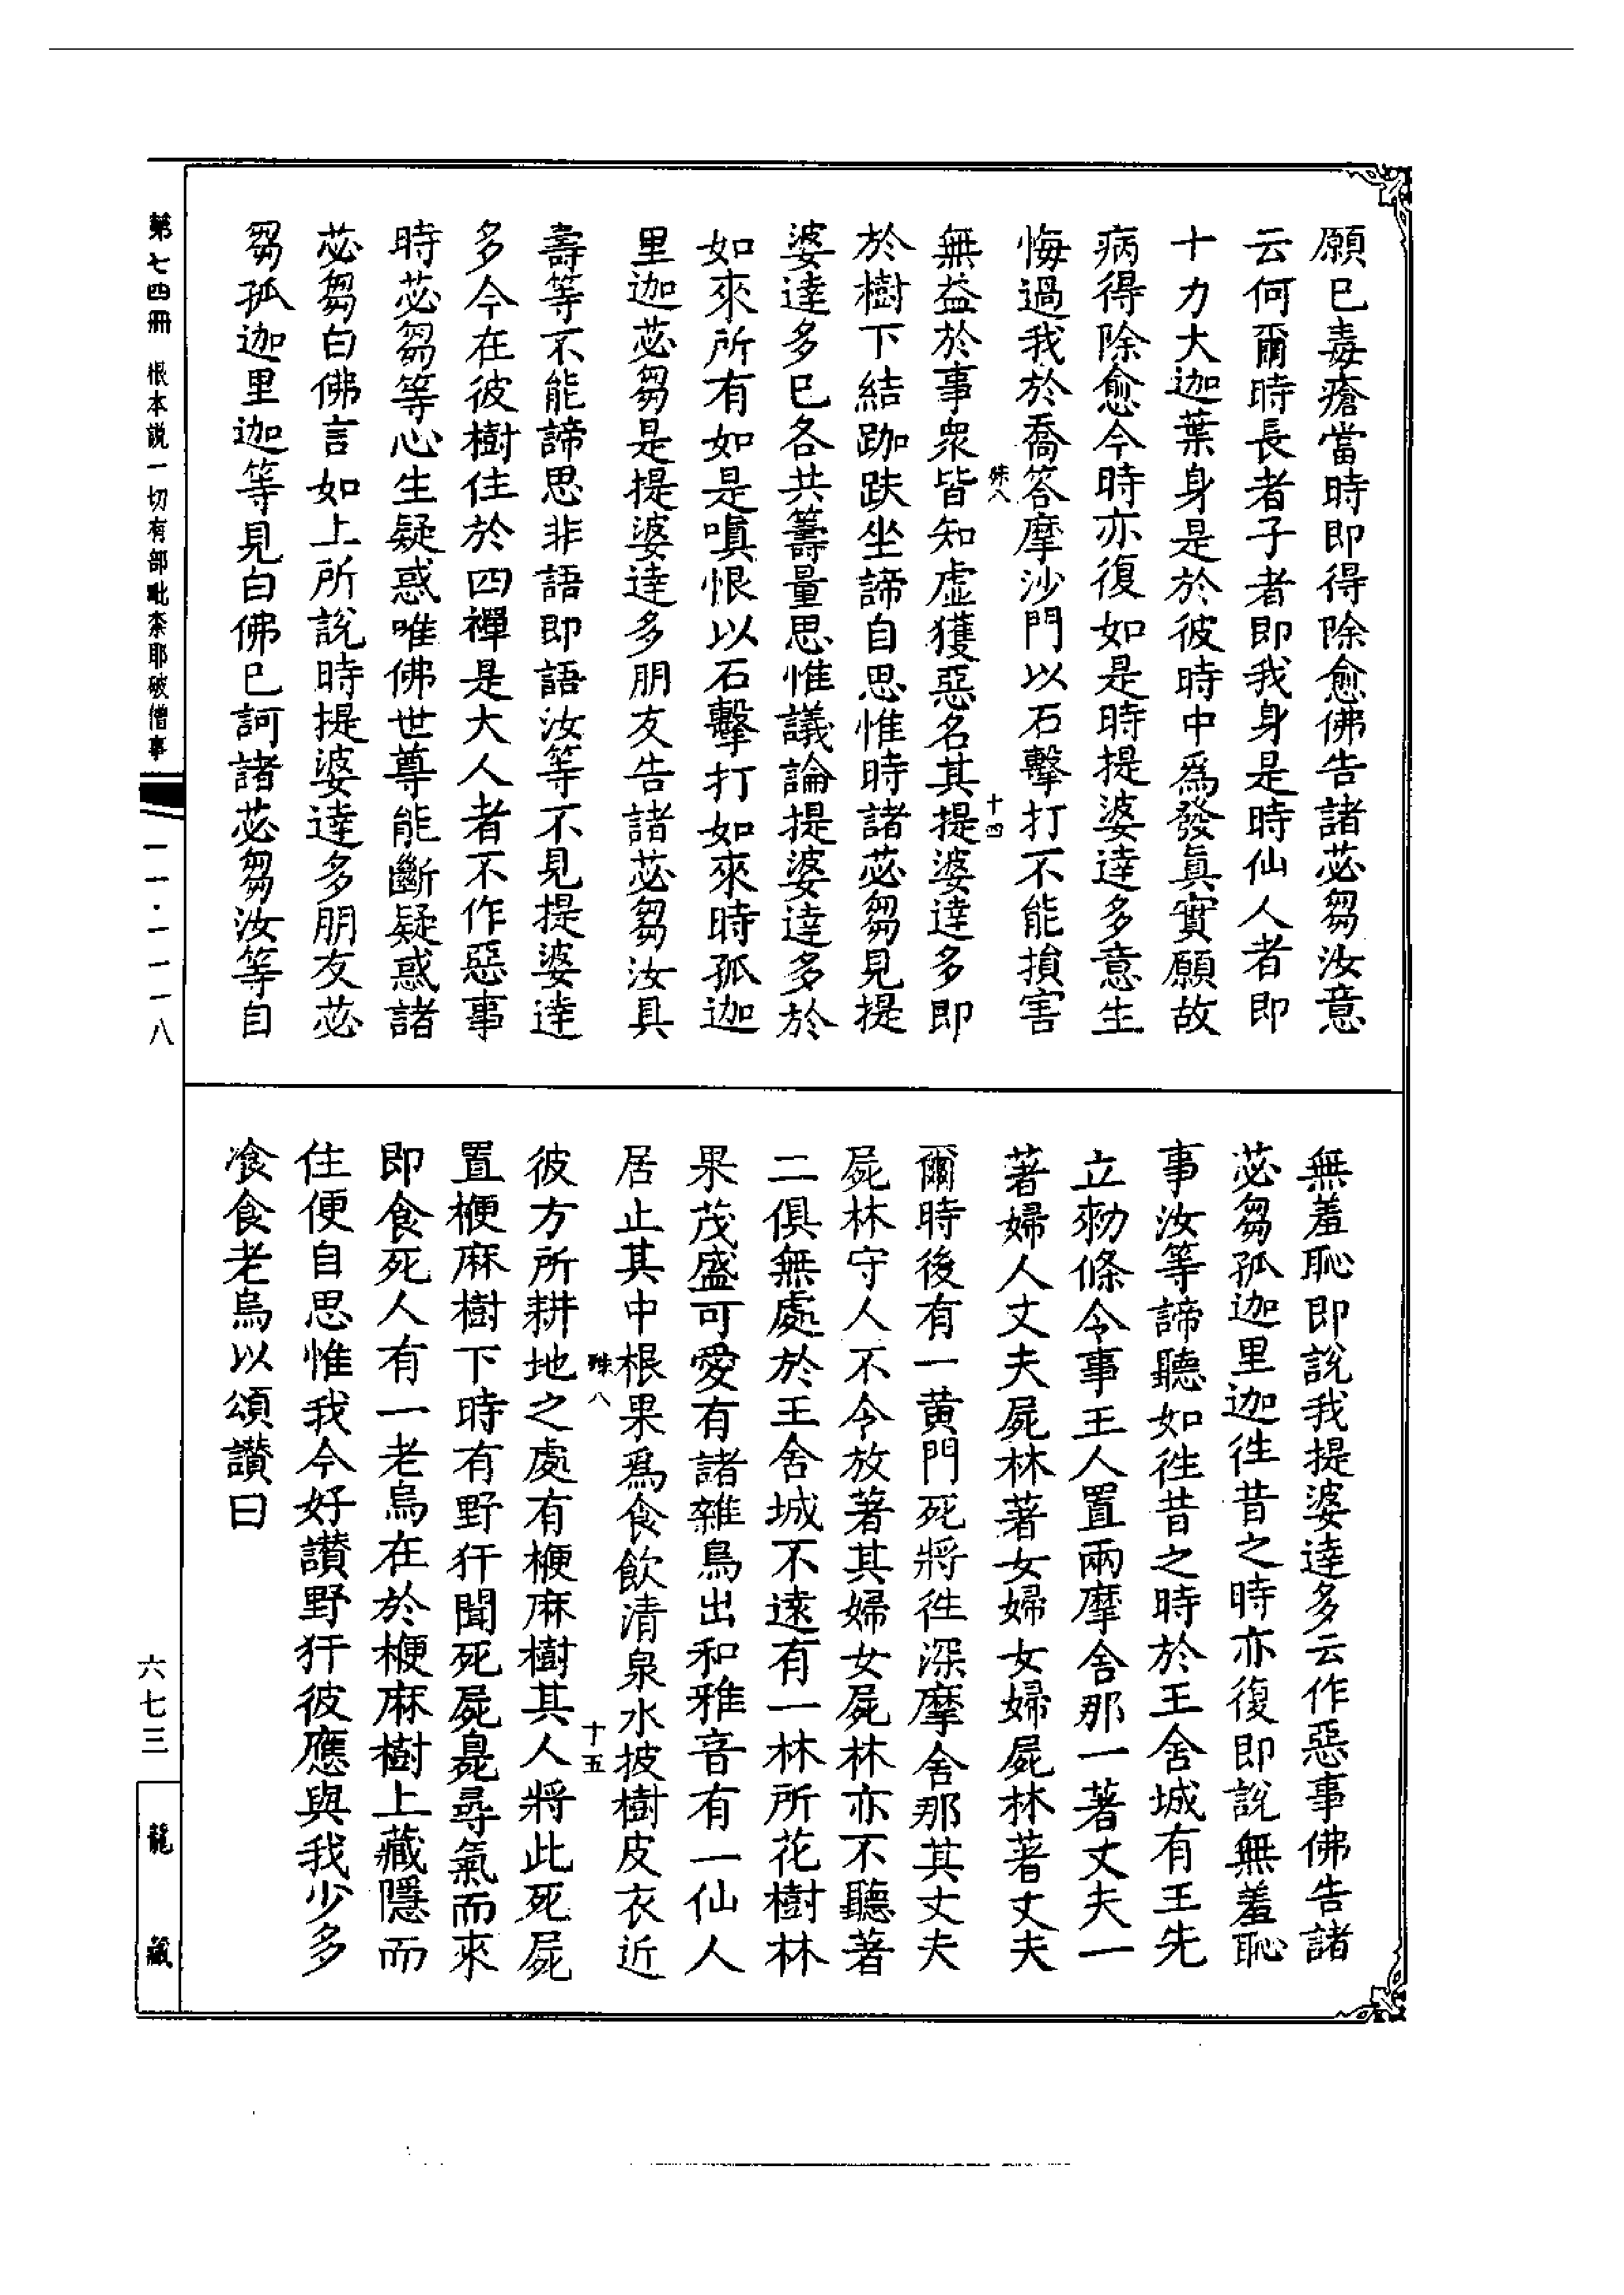 願已毒瘡當時即得除愈佛告諸苾芻汝意
云何爾時長者子者即我身是時仙人者即
十力大迦葉身是於彼時中爲發眞實願故
病得除愈今時亦復如是時提婆達多意生
悔過我於喬答摩沙門以石擊打不能損害
殊八
十四
無益於事衆皆知虛獲惡名其提婆達多即
於樹下結跏趺坐諦自思惟時諸苾芻見提
婆達多已各共籌量思惟議論提婆達多於
如來所有如是嗔恨以石擊打如來時孤迦
里迦苾芻是提婆達多朋友告諸苾芻汝具
壽等不能諦思非語即語汝等不見提婆達
多今在彼樹住於四禪是大人者不作惡事
時苾芻等心生疑惑唯佛世尊能斷疑惑諸
苾芻白佛言如上所說時提婆達多朋友苾
芻孤迦里迦等見白佛已訶諸苾芻汝等自
無羞恥即說我提婆達多云作惡事佛告諸
苾芻孤迦里迦往昔之時亦復即說無羞恥
事汝等諦聽如往昔之時於王舍城有王先
立勑條令事王人置兩摩舍那一著丈夫一
著婦人丈夫屍林著女婦女婦屍林著丈夫
爾時後有一黄門死將往深摩舍那其丈夫
屍林守人不令放著其婦女屍林亦不聽著
二俱無處於王舍城不遠有一林所花樹林
果茂盛可愛有諸雜鳥出和雅音有一仙人
居止其中根果爲食飲清泉水披樹皮衣近
殊八
十五
彼方所耕地之處有楩麻樹其人將此死屍
置楩麻樹下時有野犴聞死屍臰尋氣而來
即食死人有一老烏在於楩麻樹上藏隱而
住便自思惟我今好讃野犴彼應與我少多
飡食老烏以頌讃曰
第七四冊 根本説一切有部毗柰耶破僧事
一一·一一一八
六七三
龍藏